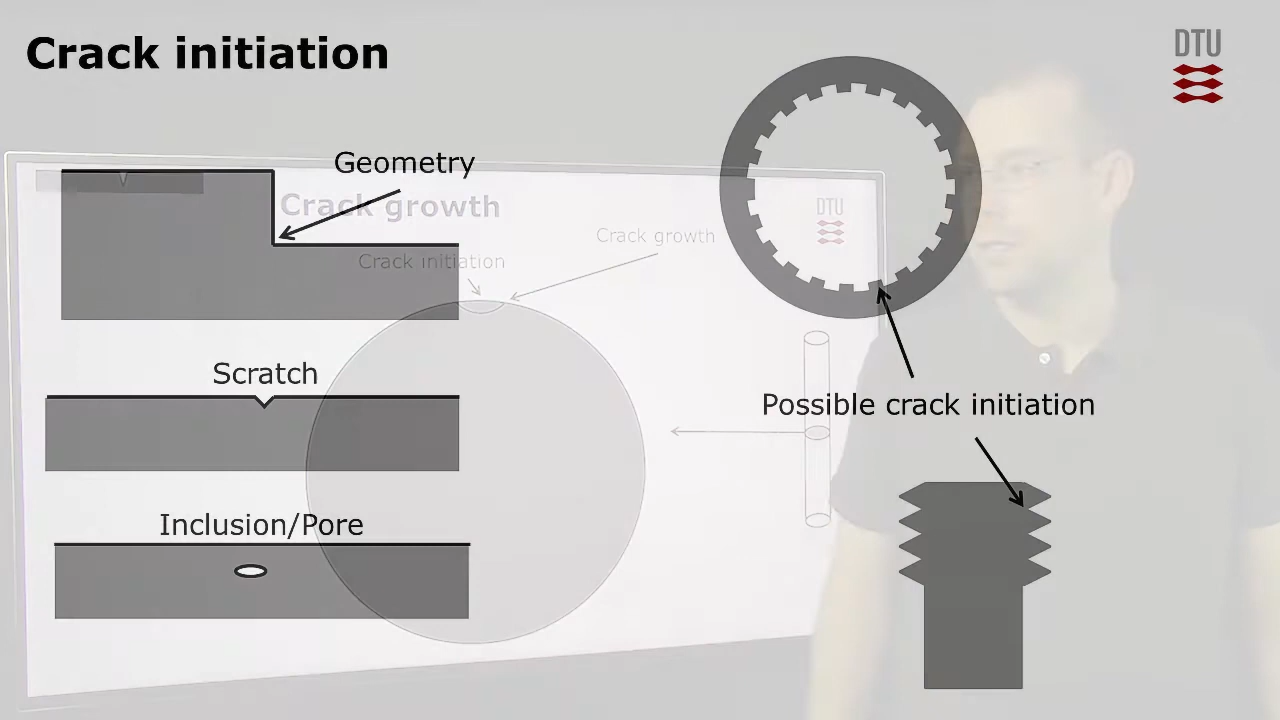 Crack initiation
DTU
Geometry
Crack growth
DTU
Crack growth
Crack initiation
Scratch
Possible crack initiation
Inclusion/Pore